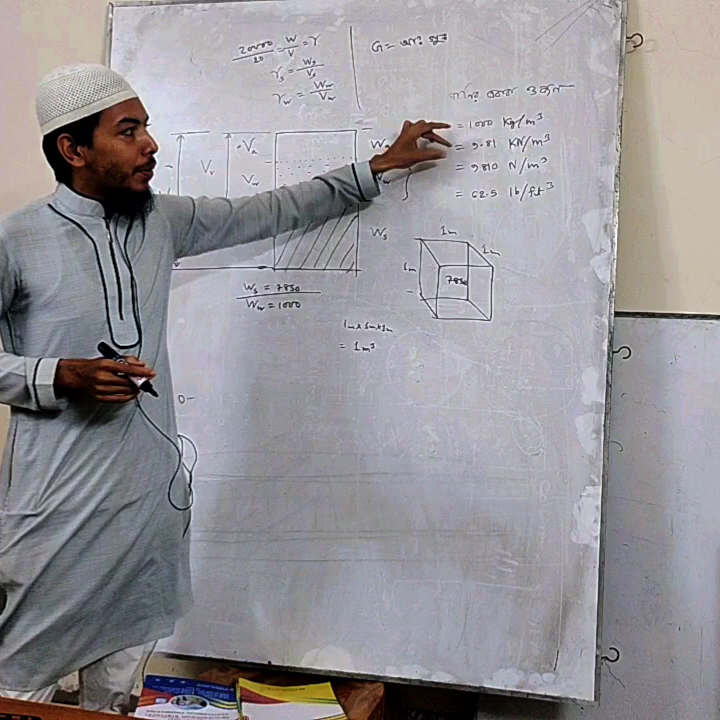 20000/20 = W/V = γ
γs = Ws/Vs
γw = Ww/Vw
G = আঃ গুরুত্ব
পানির একক ওজন
= 1000 Kg/m³
= 9.81 KN/m³
= 9810 N/m³
= 62.5 lb/ft³
Vv
Va
Vw
Ws
Ws = 7850
Ww = 1000
1m
1m
1m
7850
1m x 1m x 1m
= 1 m³